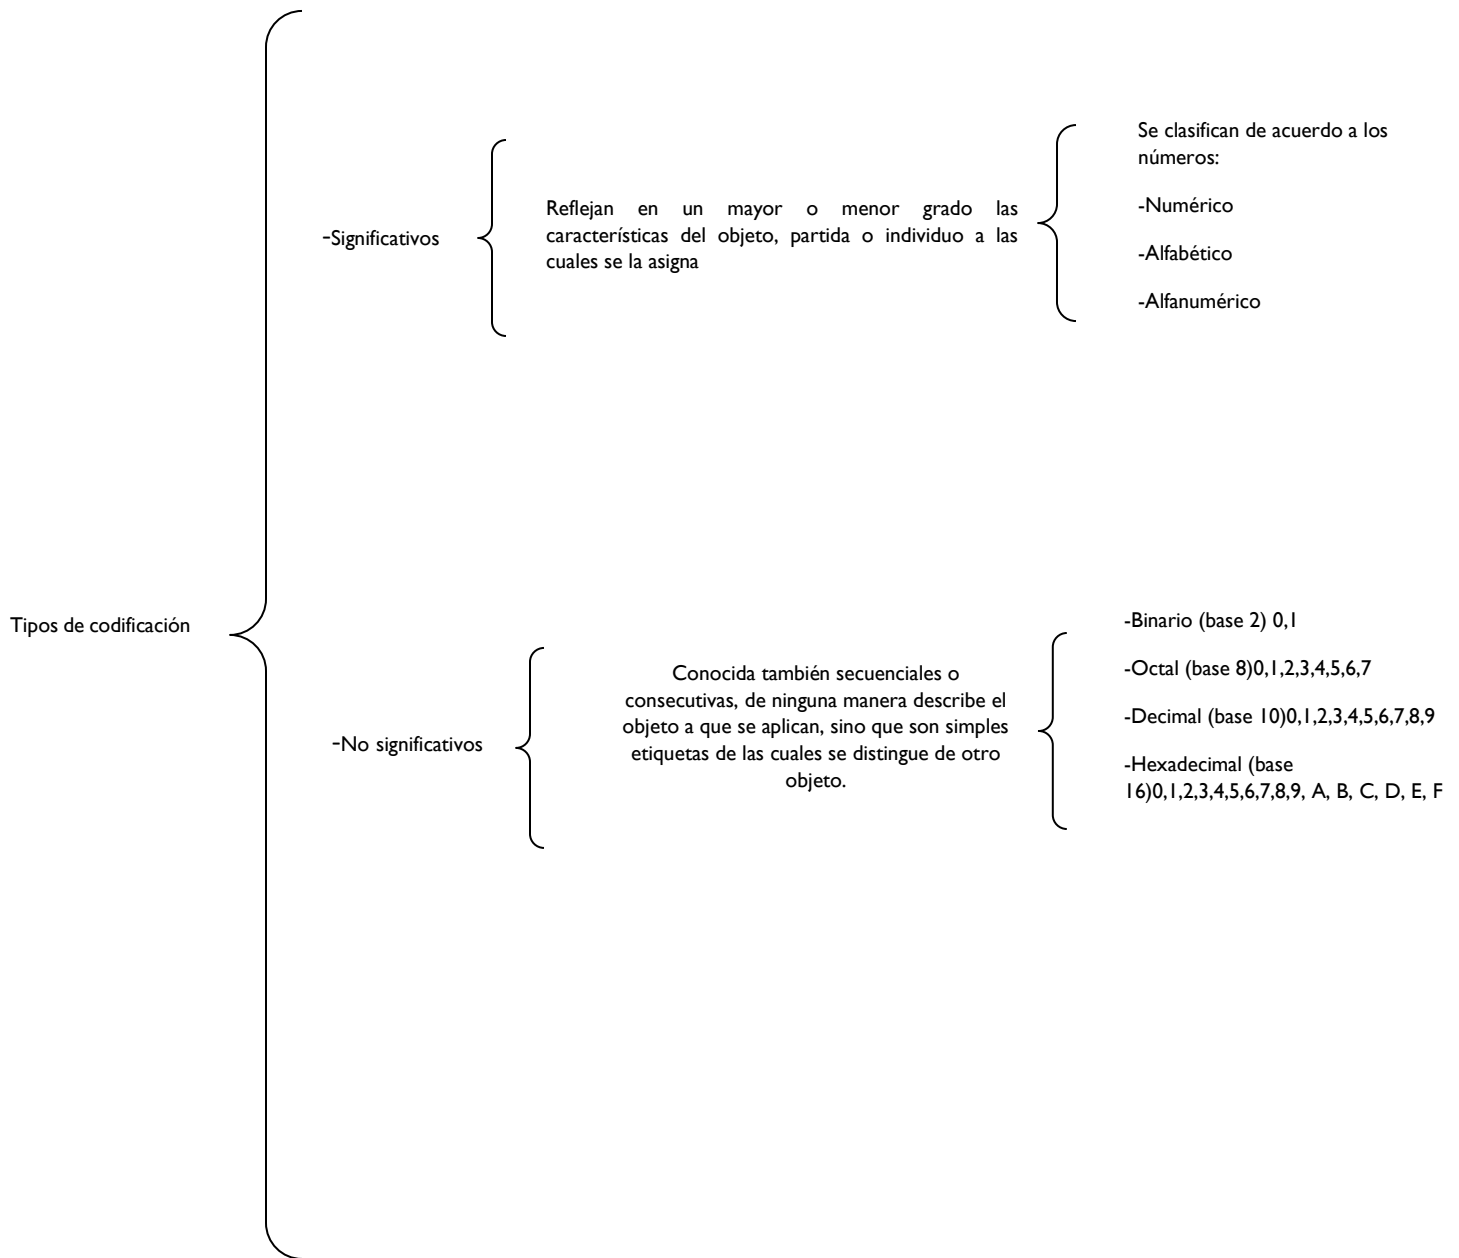 Tipos de codificación
-Significativos
Reflejan en un mayor o menor grado las
características del objeto, partida o individuo a las
cuales se la asigna
Se clasifican de acuerdo a los
números:
-Numérico
-Alfabético
-Alfanumérico
-No significativos
Conocida también secuenciales o
consecutivas, de ninguna manera describe el
objeto a que se aplican, sino que son simples
etiquetas de las cuales se distingue de otro
objeto.
-Binario (base 2) 0,1
-Octal (base 8)0,1,2,3,4,5,6,7
-Decimal (base 10)0,1,2,3,4,5,6,7,8,9
-Hexadecimal (base
16)0,1,2,3,4,5,6,7,8,9, A, B, C, D, E, F